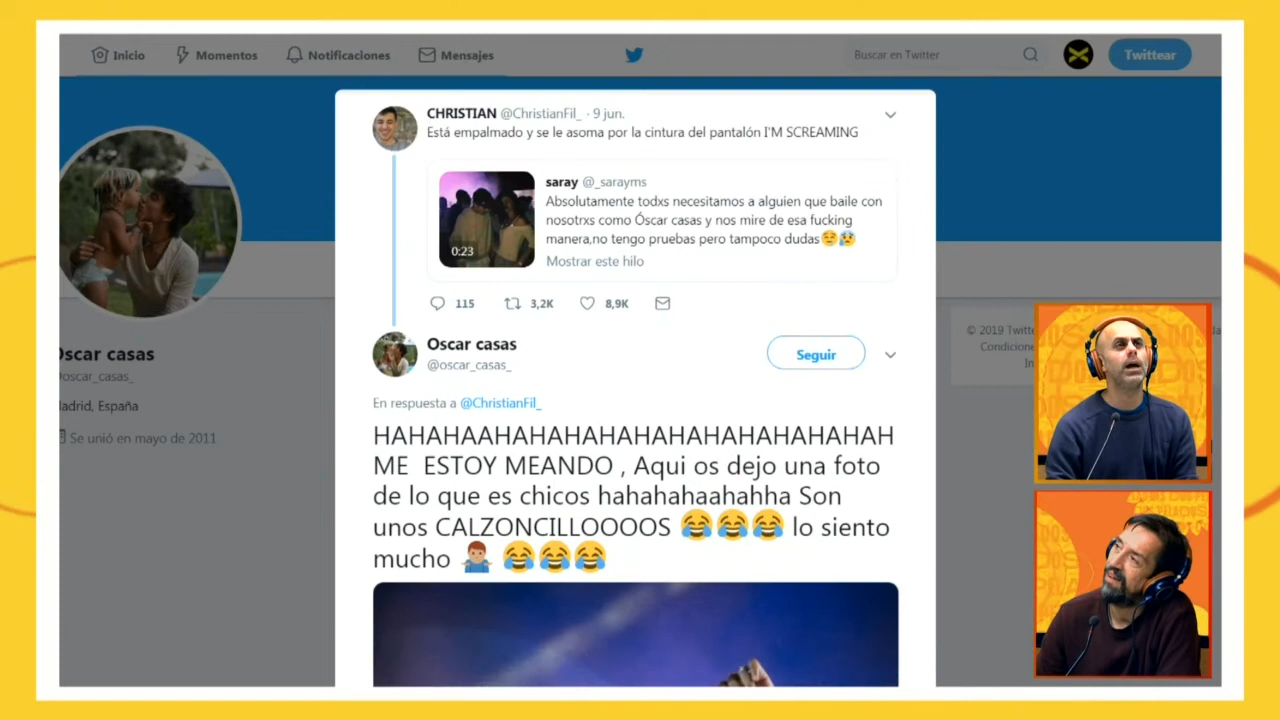 Inicio
Momentos
Notificaciones
Mensajes
Buscar en Twitter
Twittear
CHRISTIAN @ChristianFil_ · 9 jun.
Está empalmado y se le asoma por la cintura del pantalón I'M SCREAMING
saray @_sarayms
Absolutamente todxs necesitamos a alguien que baile con
nosotrxs como Óscar casas y nos mire de esa fucking
manera,no tengo pruebas pero tampoco dudas😌😰
Mostrar este hilo
0:23
115
3,2K
8,9K
Oscar casas
@oscar_casas_
Seguir
En respuesta a @ChristianFil_
HAHAHAAHAHAHAHAHAHAHAHAHAHAHAH
ME ESTOY MEANDO , Aqui os dejo una foto
de lo que es chicos hahahahaahahha Son
unos CALZONCILLOOOOS 😂😂😂 lo siento
mucho 🤷🏼‍♂️ 😂😂😂
Oscar casas
oscar_casas_
adrid, España
Se unió en mayo de 2011
© 2019 Twitte
Condicione
In